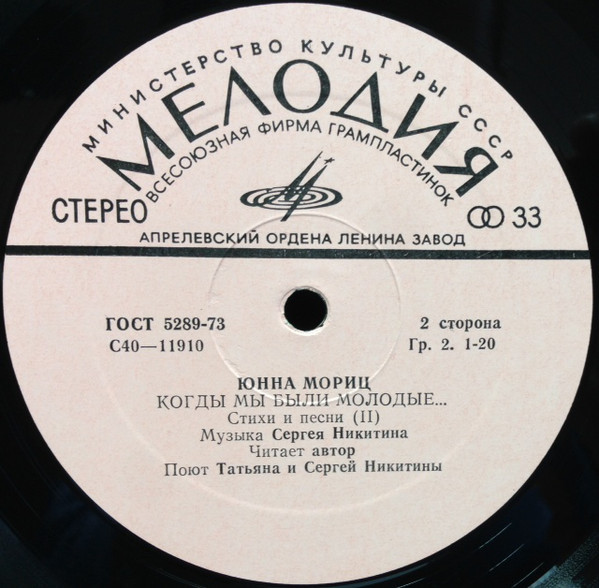 МИНИСТЕРСТВО КУЛЬТУРЫ СССР
МЕЛОДИЯ
ВСЕСОЮЗНАЯ ФИРМА ГРАМПЛАСТИНОК
СТЕРЕО
33
АПРЕЛЕВСКИЙ ОРДЕНА ЛЕНИНА ЗАВОД
ГОСТ 5289-73
2 сторона
С40—11910
Гр. 2. 1-20
ЮННА МОРИЦ
КОГДЫ МЫ БЫЛИ МОЛОДЫЕ...
Стихи и песни (II)
Музыка Сергея Никитина
Читает автор
Поют Татьяна и Сергей Никитины